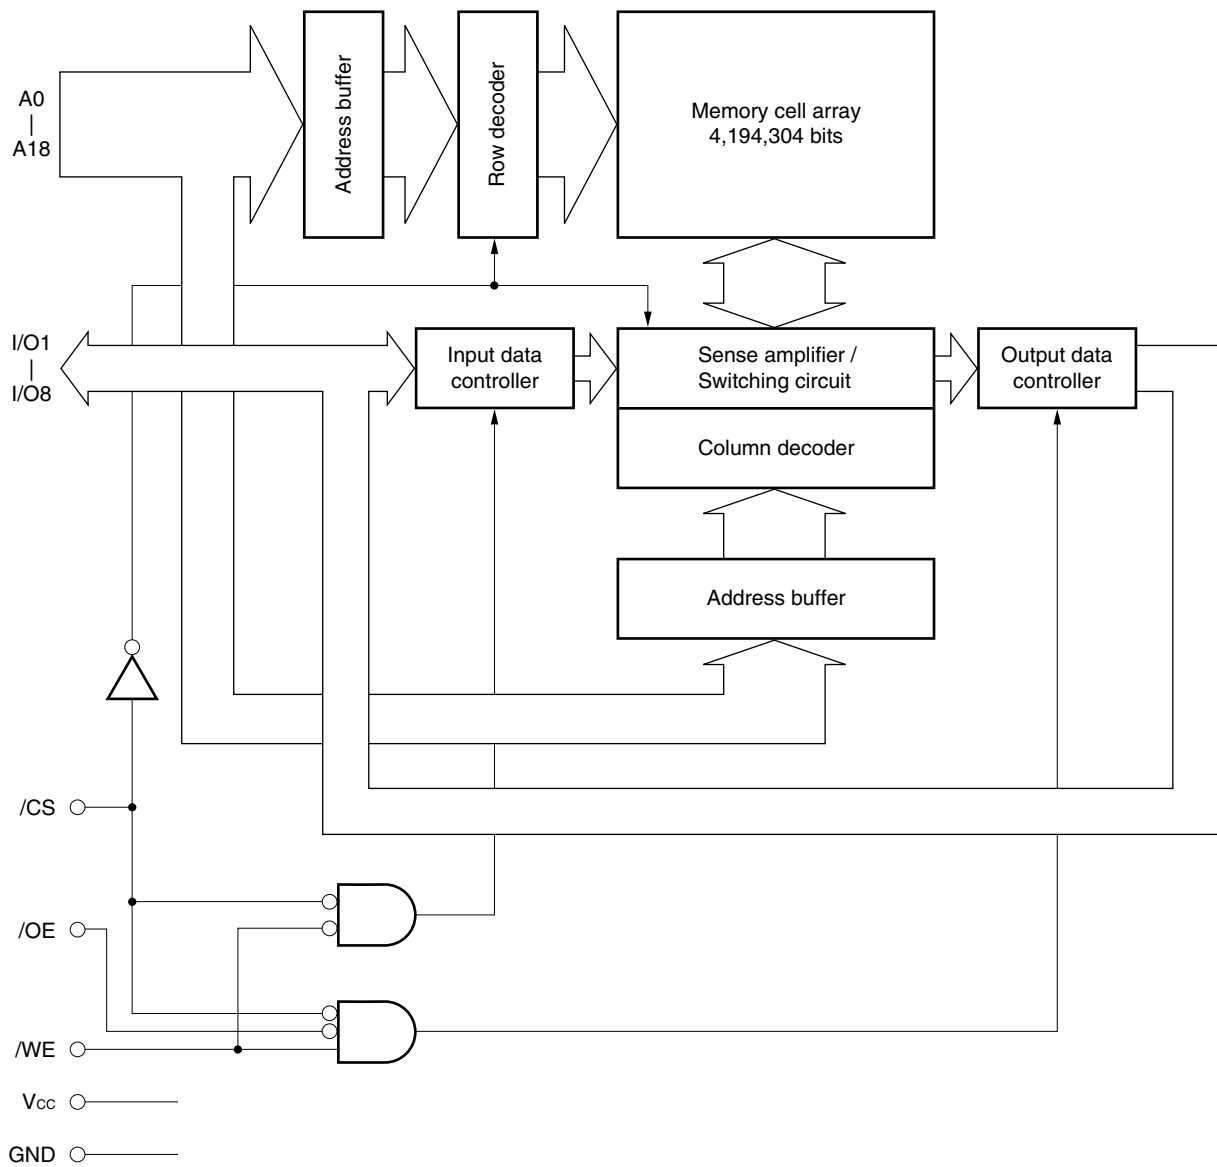 A0
|
A18
Address buffer
Row decoder
Memory cell array
4,194,304 bits
I/O1
|
I/O8
Input data
controller
Sense amplifier /
Switching circuit
Output data
controller
Column decoder
Address buffer
/CS
/OE
/WE
VCC
GND